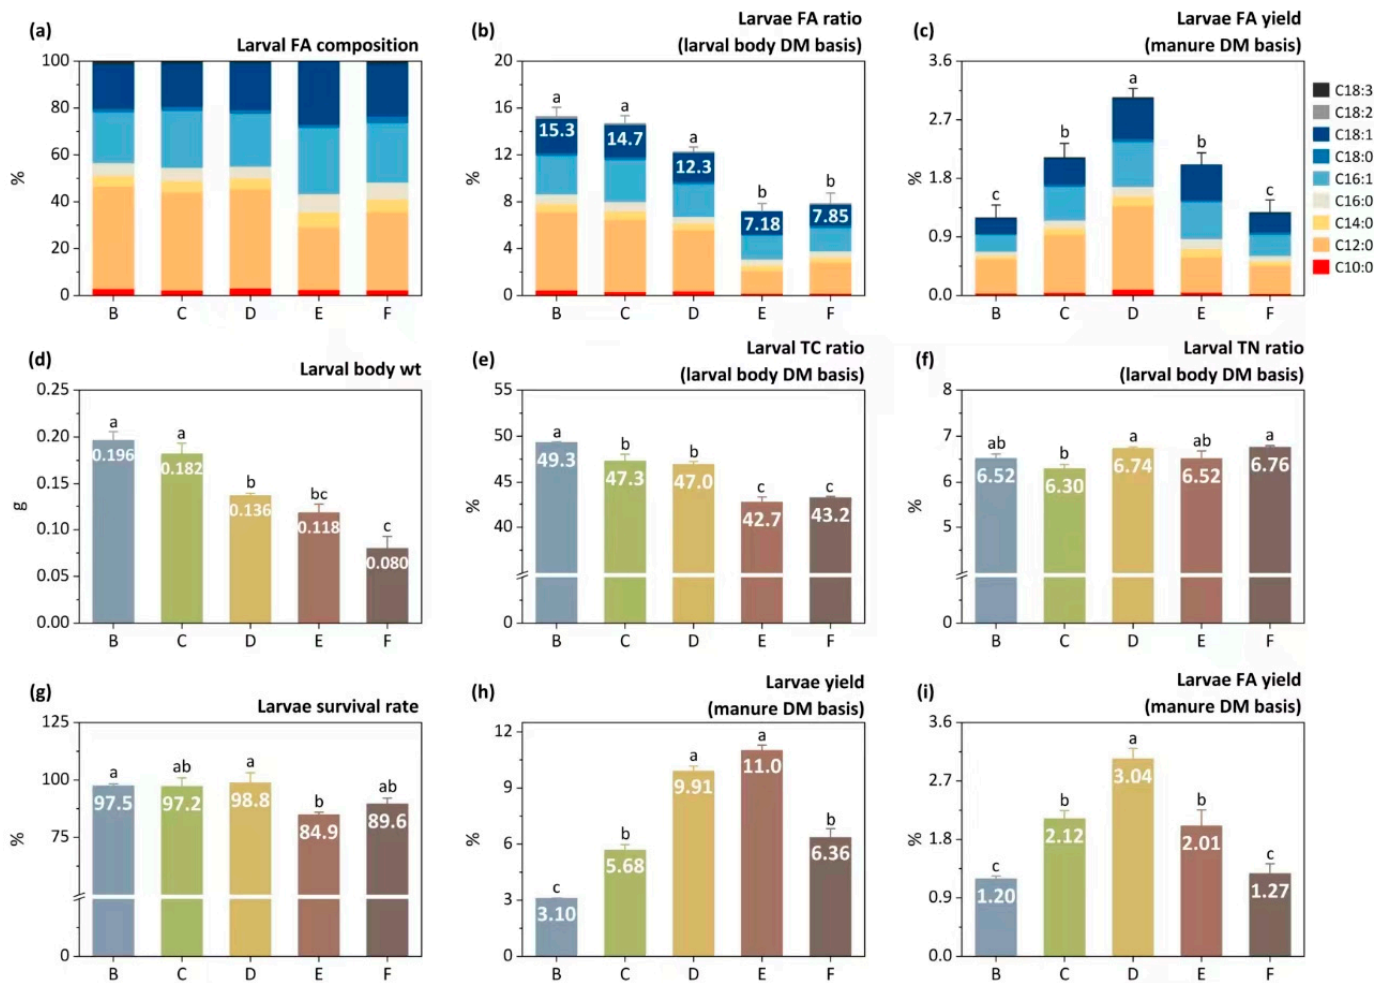 (a)
Larval FA composition
100
80
60
40
20
0
%
B C D E F
(b)
Larvae FA ratio
(larval body DM basis)
20
16
12
8
4
0
%
a a a b b
15.3 14.7 12.3 7.18 7.85
B C D E F
(c)
Larvae FA yield
(manure DM basis)
3.6
2.7
1.8
0.9
0.0
%
c b a b c
B C D E F
C18:3
C18:2
C18:1
C18:0
C16:1
C16:0
C14:0
C12:0
C10:0
(d)
Larval body wt
0.25
0.20
0.15
0.10
0.05
0.00
g
a a b bc c
0.196 0.182 0.136 0.118 0.080
B C D E F
(e)
Larval TC ratio
(larval body DM basis)
55
50
45
40
0
%
a b b c c
49.3 47.3 47.0 42.7 43.2
B C D E F
(f)
Larval TN ratio
(larval body DM basis)
8
7
6
5
0
%
ab b a ab a
6.52 6.30 6.74 6.52 6.76
B C D E F
(g)
Larvae survival rate
125
100
75
0
%
a ab a b ab
97.5 97.2 98.8 84.9 89.6
B C D E F
(h)
Larvae yield
(manure DM basis)
12
9
6
3
0
%
c b a a b
3.10 5.68 9.91 11.0 6.36
B C D E F
(i)
Larvae FA yield
(manure DM basis)
3.6
2.7
1.8
0.9
0.0
%
c b a b c
1.20 2.12 3.04 2.01 1.27
B C D E F